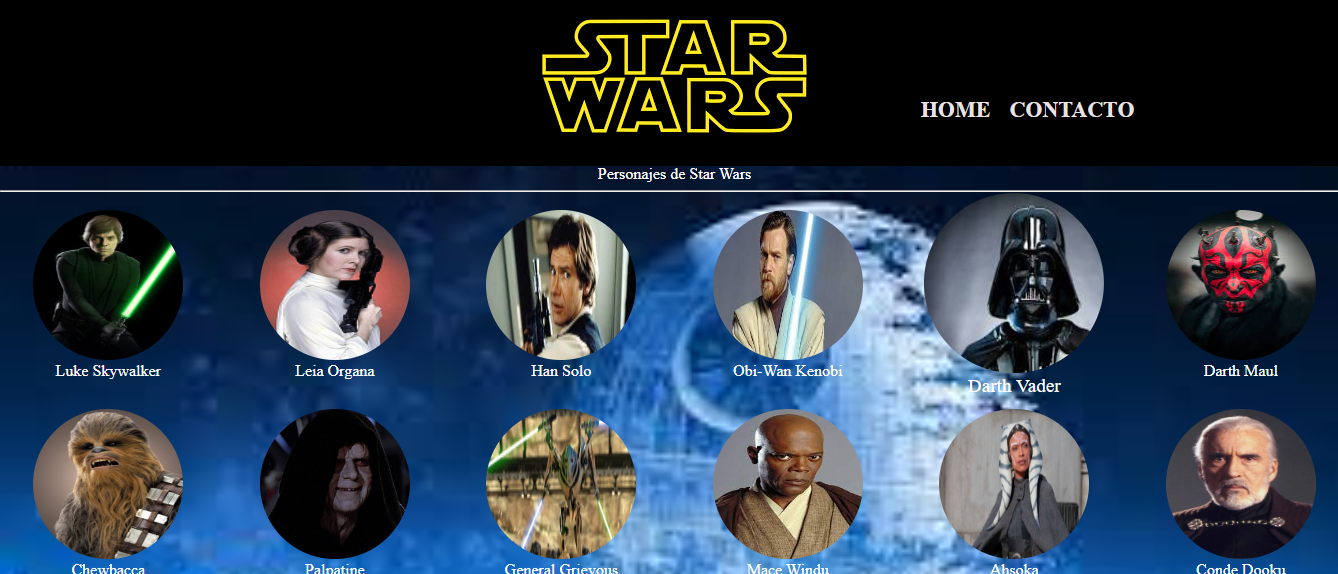 STAR
WARS
HOME CONTACTO
Personajes de Star Wars
Luke Skywalker Leia Organa Han Solo Obi-Wan Kenobi Darth Vader Darth Maul
Chewbacca Palpatine General Grievous Mace Windu Ahsoka Conde Dooku